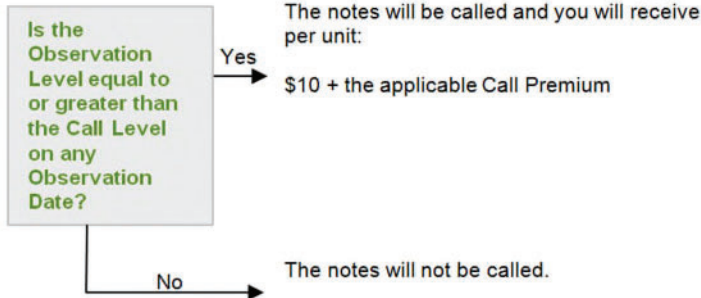 Is the
Observation
Level equal to
or greater than
the Call Level
on any
Observation
Date?
Yes
The notes will be called and you will receive
per unit:
$10 + the applicable Call Premium
No
The notes will not be called.